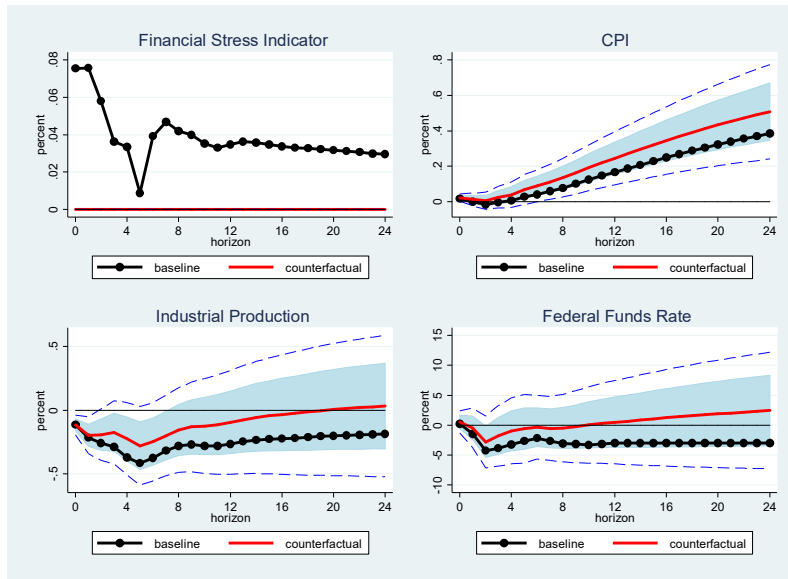 Financial Stress Indicator
percent
.08
.06
.04
.02
0
0 4 8 12 16 20 24
horizon
baseline counterfactual
CPI
percent
.8
.6
.4
.2
0
0 4 8 12 16 20 24
horizon
baseline counterfactual
Industrial Production
percent
.5
0
-.5
0 4 8 12 16 20 24
horizon
baseline counterfactual
Federal Funds Rate
percent
15
10
5
0
-5
-10
0 4 8 12 16 20 24
horizon
baseline counterfactual